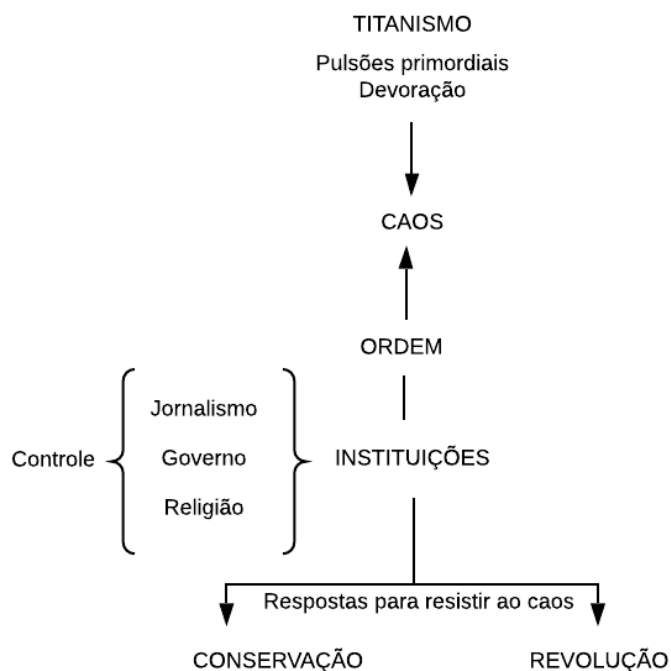 TITANISMO
Pulsões primordiais
Devoração
CAOS
ORDEM
Jornalismo
Controle
Governo
INSTITUIÇÕES
Religião
Respostas para resistir ao caos
CONSERVAÇÃO
REVOLUÇÃO